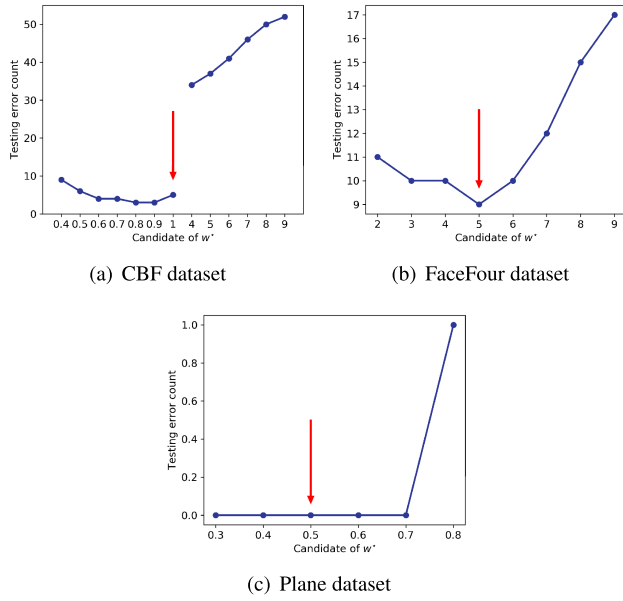 50
40
30
20
10
0
Testing error count
0.4 0.5 0.6 0.7 0.8 0.9 1 4 5 6 7 8 9
Candidate of w*
(a) CBF dataset
17
16
15
14
13
12
11
10
9
Testing error count
2 3 4 5 6 7 8 9
Candidate of w*
(b) FaceFour dataset
1.0
0.8
0.6
0.4
0.2
0.0
Testing error count
0.3 0.4 0.5 0.6 0.7 0.8
Candidate of w*
(c) Plane dataset